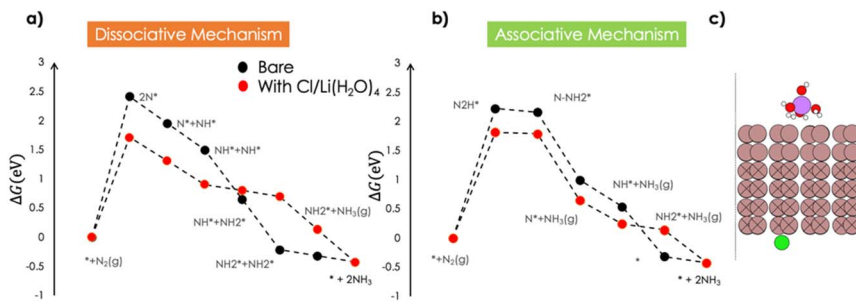 a)
Dissociative Mechanism
b)
Associative Mechanism
c)
Bare
With Cl/Li(H₂O)₄
ΔG(eV)
3
2.5
2
1.5
1
0.5
0
-0.5
-1
2N*
N*+NH*
NH*+NH*
NH*+NH2*
NH2*+NH2*
NH2*+NH₃(g)
*+N₂(g)
* + 2NH₃
ΔG(eV)
3
2.5
2
1.5
1
0.5
0
-0.5
-1
N2H*
N-NH2*
NH*+NH₃(g)
N*+NH₃(g)
NH2*+NH₃(g)
*
*+N₂(g)
* + 2NH₃